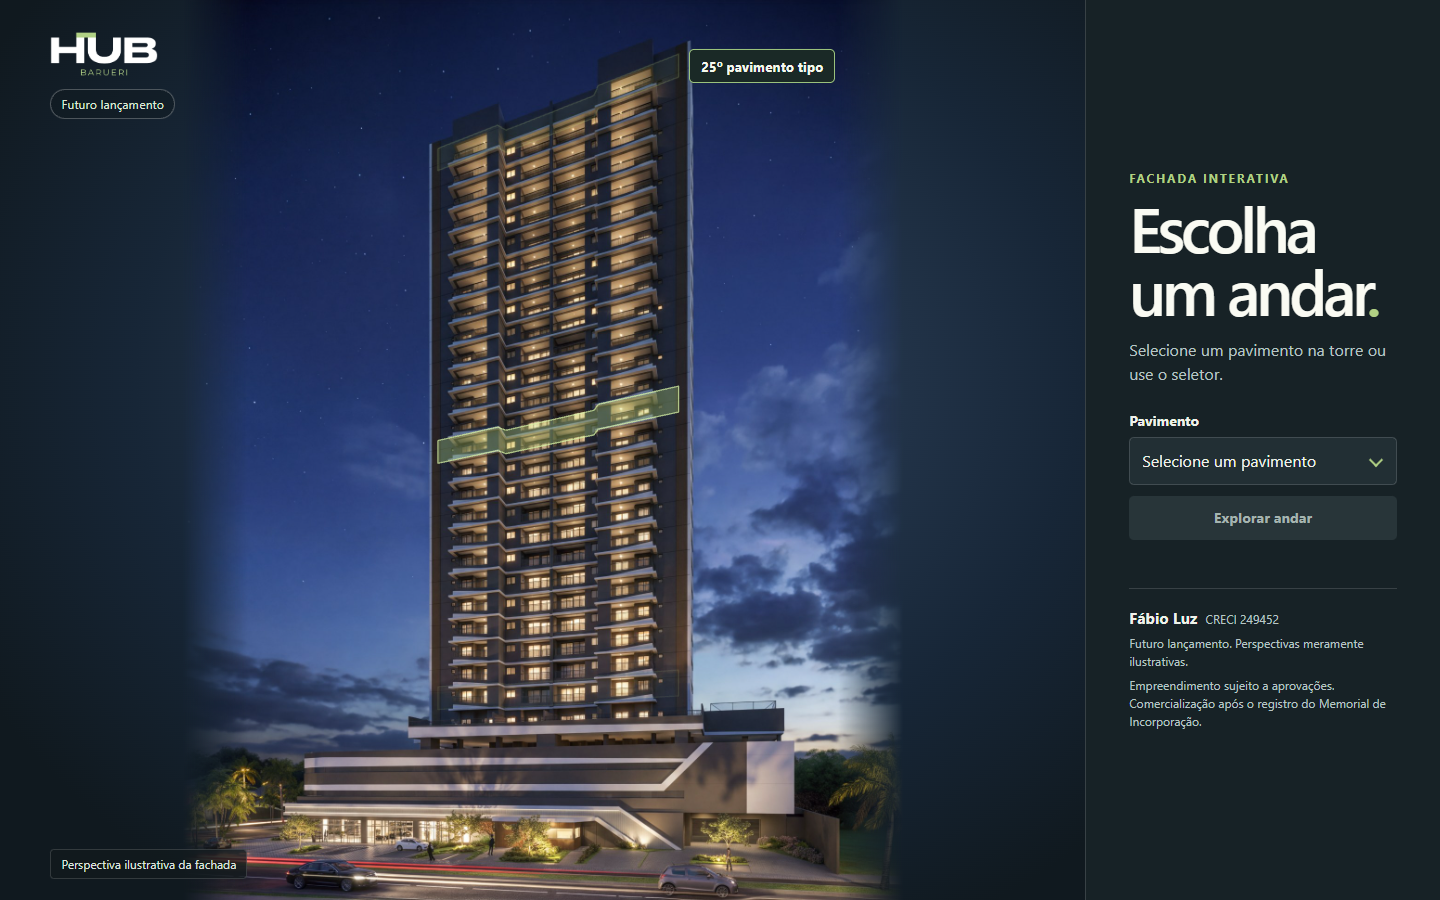 HUB
BARUERI
Futuro lançamento
25º pavimento tipo
Perspectiva ilustrativa da fachada
FACHADA INTERATIVA
Escolha
um andar.
Selecione um pavimento na torre ou
use o seletor.
Pavimento
Selecione um pavimento
Explorar andar
Fábio Luz CRECI 249452
Futuro lançamento. Perspectivas meramente
ilustrativas.
Empreendimento sujeito a aprovações.
Comercialização após o registro do Memorial de
Incorporação.